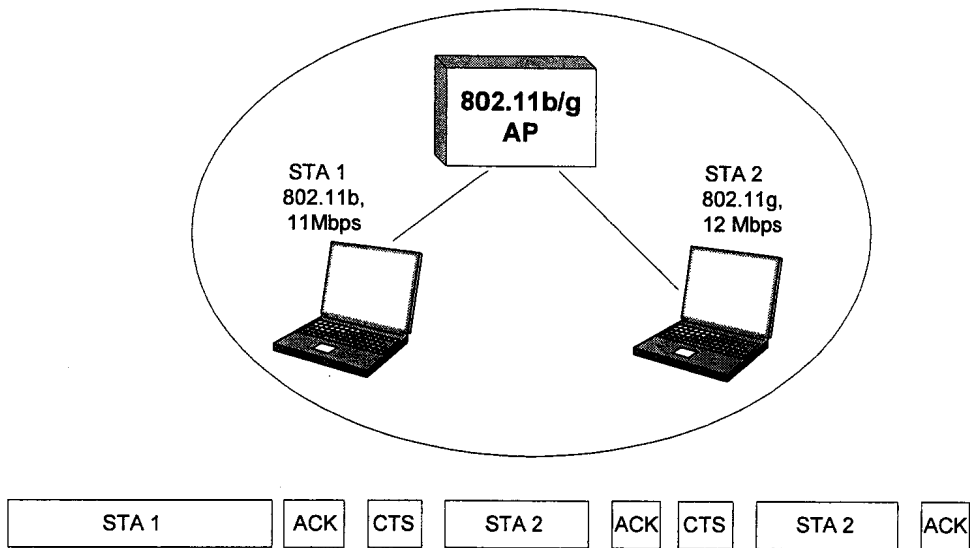 802.11b/g
AP
STA 1
802.11b,
11Mbps
STA 2
802.11g,
12 Mbps
STA 1 ACK CTS STA 2 ACK CTS STA 2 ACK